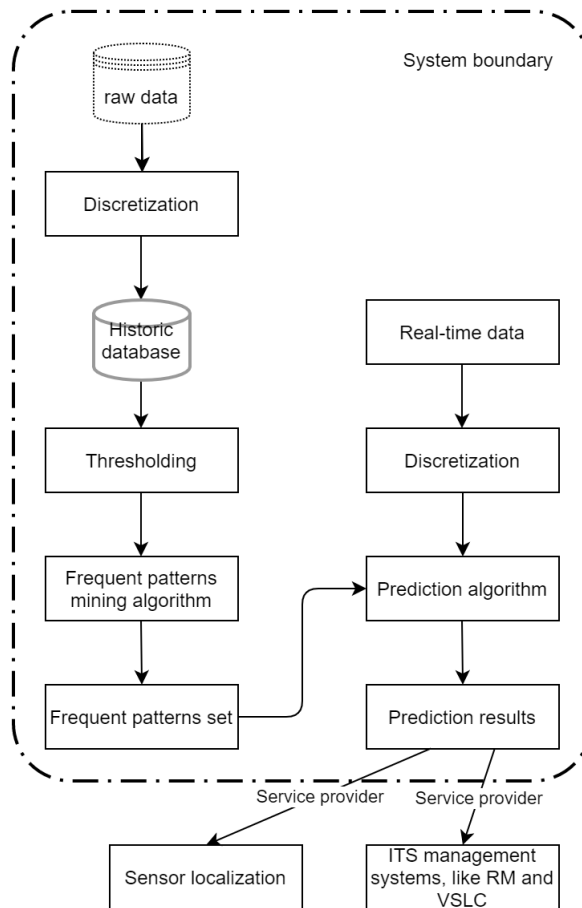 System boundary
raw data
Discretization
Historic
database
Real-time data
Thresholding
Discretization
Frequent patterns
mining algorithm
Prediction algorithm
Frequent patterns set
Prediction results
Service provider
Service provider
Sensor localization
ITS management
systems, like RM and
VSLC